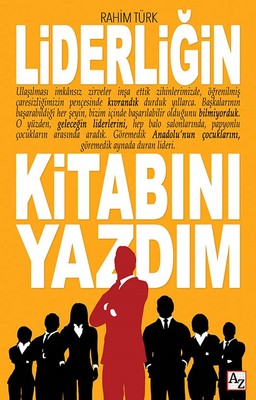 RAHİM TÜRK
LİDERLİĞİN
Ulaşılması imkânsız zirveler inşa ettik zihinlerimizde, öğrenilmiş
çaresizliğimizin pençesinde kıvrandık durduk yıllarca. Başkalarının
başarabildiği her şeyin, bizim içinde başarılabilir olduğunu bilmiyorduk.
O yüzden, geleceğin liderlerini, hep balo salonlarında, papyonlu
çocukların arasında aradık. Göremedik Anadolu'nun çocuklarını,
göremedik aynada duran lideri.
KİTABINI
YAZDIM
AZ